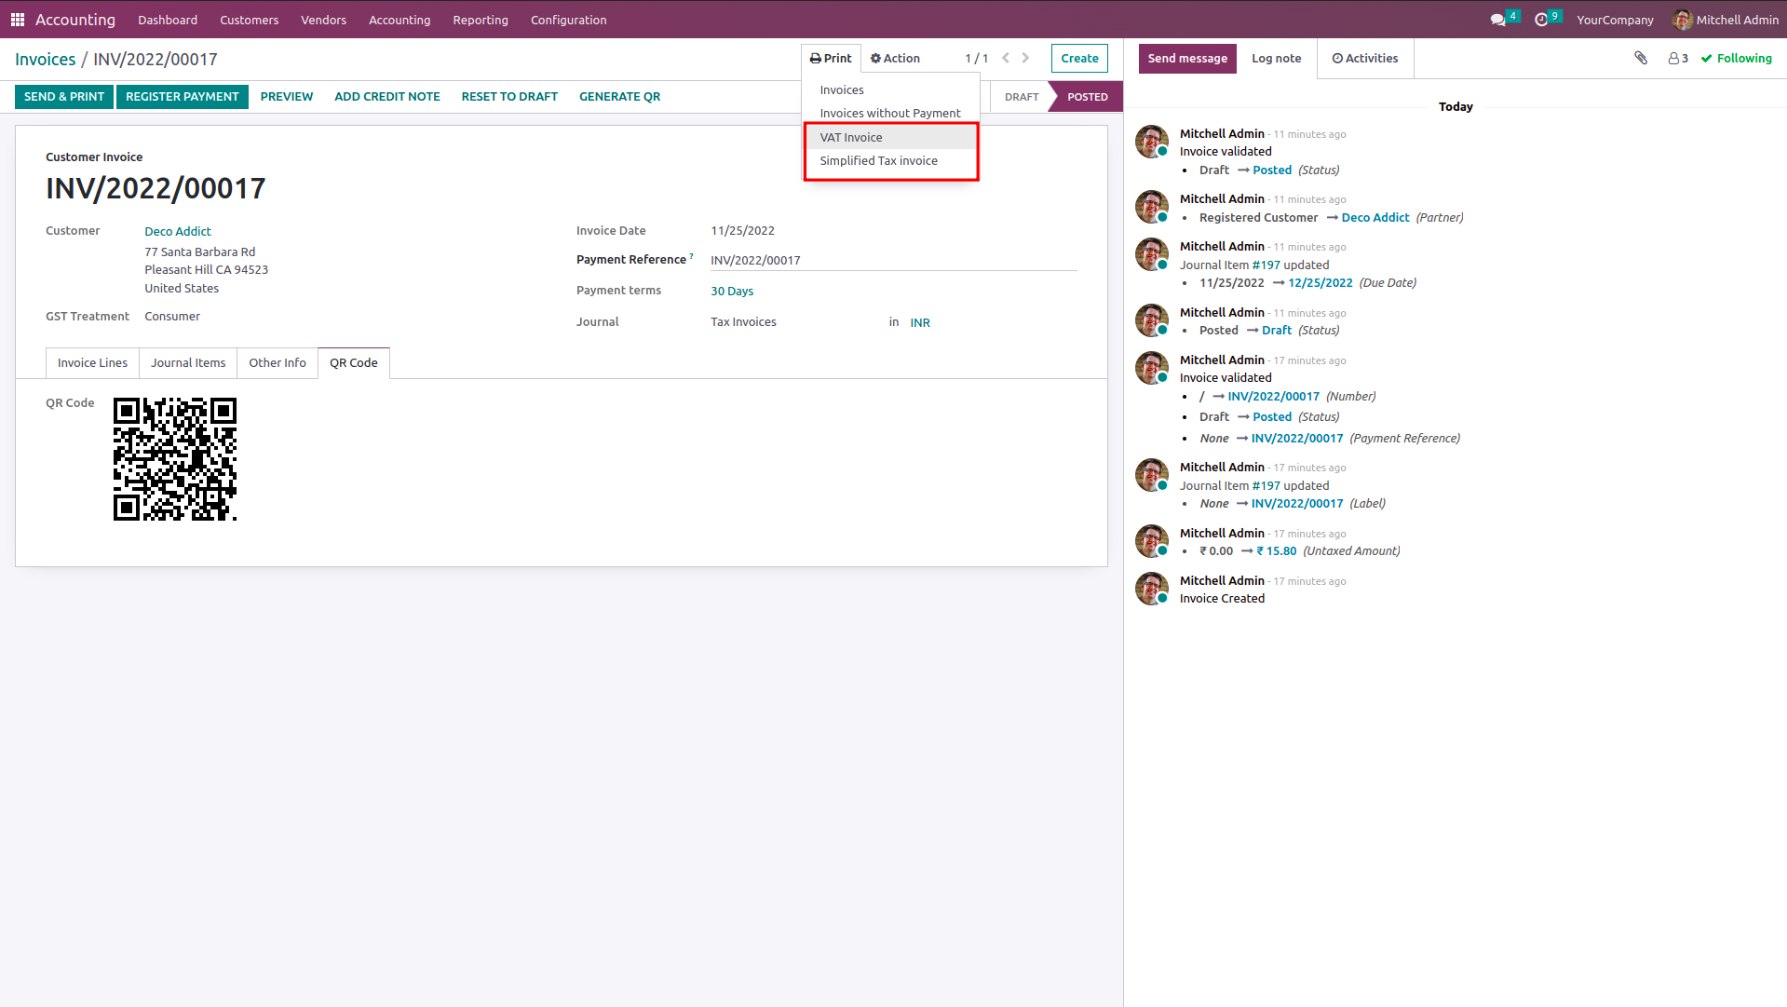 Accounting Dashboard Customers Vendors Accounting Reporting Configuration 4 9 YourCompany Mitchell Admin
Invoices / INV/2022/00017
Print Action 1 / 1 Create
SEND & PRINT REGISTER PAYMENT PREVIEW ADD CREDIT NOTE RESET TO DRAFT GENERATE QR
Invoices
Invoices without Payment
VAT Invoice
Simplified Tax invoice
DRAFT POSTED
Customer Invoice
INV/2022/00017
Customer Deco Addict
77 Santa Barbara Rd
Pleasant Hill CA 94523
United States
GST Treatment Consumer
Invoice Date 11/25/2022
Payment Reference ? INV/2022/00017
Payment terms 30 Days
Journal Tax Invoices in INR
Invoice Lines Journal Items Other Info QR Code
QR Code
Send message Log note Activities 3 Following
Today
Mitchell Admin - 11 minutes ago
Invoice validated
• Draft → Posted (Status)
Mitchell Admin - 11 minutes ago
• Registered Customer → Deco Addict (Partner)
Mitchell Admin - 11 minutes ago
Journal Item #197 updated
• 11/25/2022 → 12/25/2022 (Due Date)
Mitchell Admin - 11 minutes ago
• Posted → Draft (Status)
Mitchell Admin - 17 minutes ago
Invoice validated
• / → INV/2022/00017 (Number)
• Draft → Posted (Status)
• None → INV/2022/00017 (Payment Reference)
Mitchell Admin - 17 minutes ago
Journal Item #197 updated
• None → INV/2022/00017 (Label)
Mitchell Admin - 17 minutes ago
• ₹ 0.00 → ₹ 15.80 (Untaxed Amount)
Mitchell Admin - 17 minutes ago
Invoice Created